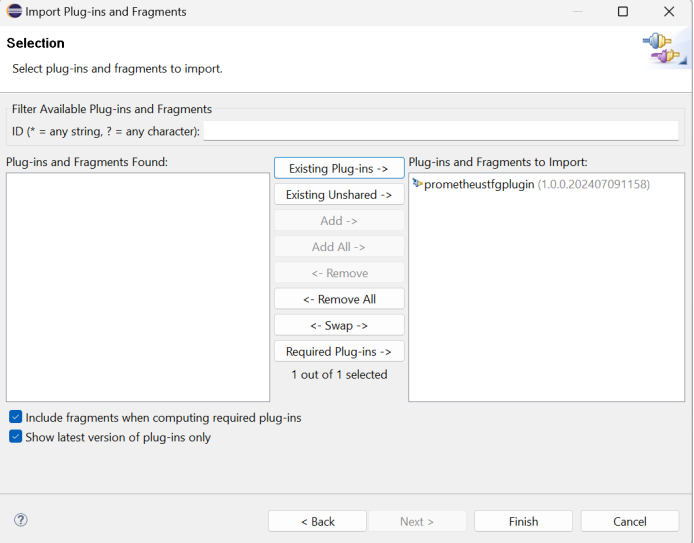 Import Plug-ins and Fragments
Selection
Select plug-ins and fragments to import.
Filter Available Plug-ins and Fragments
ID (* = any string, ? = any character):
Plug-ins and Fragments Found:
Existing Plug-ins ->
Existing Unshared ->
Add ->
Add All ->
<- Remove
<- Remove All
<- Swap ->
Required Plug-ins ->
1 out of 1 selected
Plug-ins and Fragments to Import:
prometheustfgplugin (1.0.0.202407091158)
Include fragments when computing required plug-ins
Show latest version of plug-ins only
?
< Back
Next >
Finish
Cancel